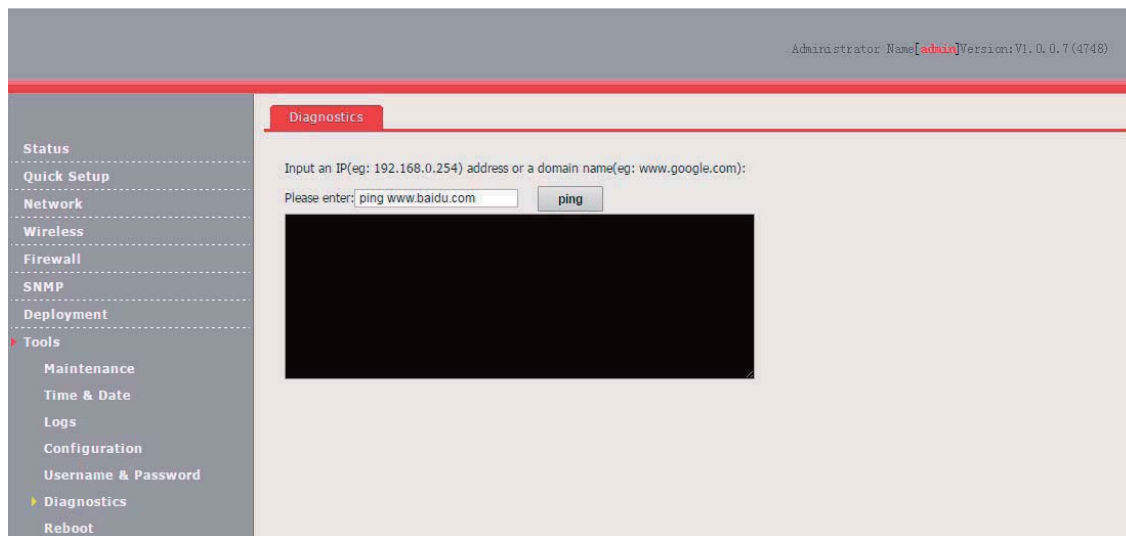 Administrator Name[admin]Version:V1.0.0.7(4748)
Diagnostics
Status
Quick Setup
Network
Wireless
Firewall
SNMP
Deployment
Tools
Maintenance
Time & Date
Logs
Configuration
Username & Password
Diagnostics
Reboot
Input an IP(eg: 192.168.0.254) address or a domain name(eg: www.google.com):
Please enter: ping www.baidu.com ping